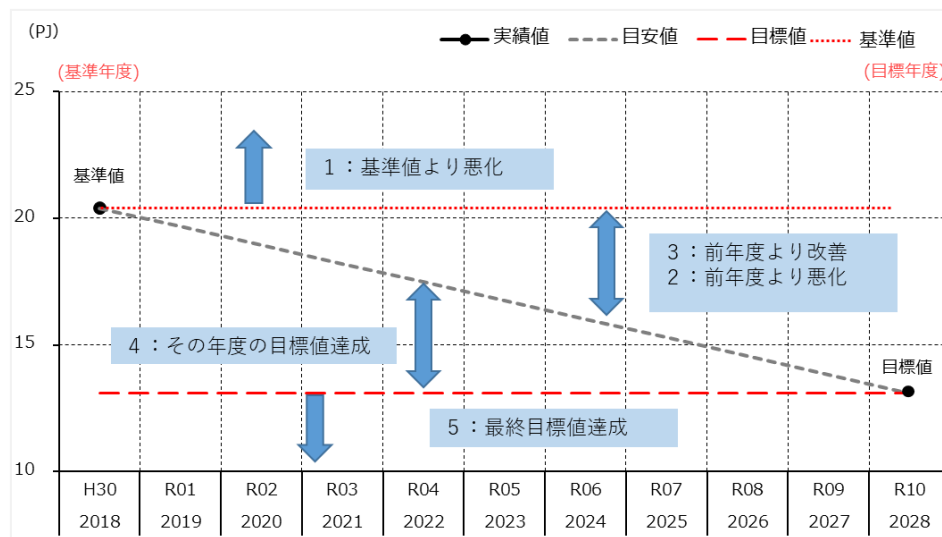 (PJ)
実績値 目安値 目標値 基準値
(基準年度) (目標年度)
25
1：基準値より悪化
基準値
20
3：前年度より改善
2：前年度より悪化
4：その年度の目標値達成
15
目標値
5：最終目標値達成
10
H30 R01 R02 R03 R04 R05 R06 R07 R08 R09 R10
2018 2019 2020 2021 2022 2023 2024 2025 2026 2027 2028